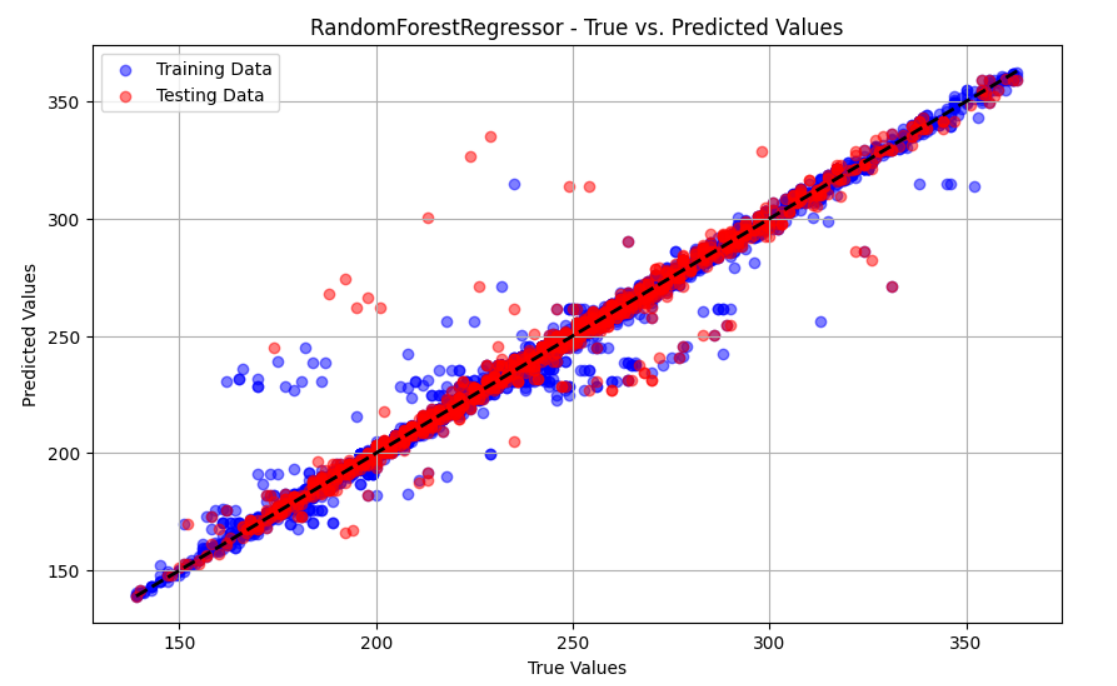 RandomForestRegressor - True vs. Predicted Values
Training Data
Testing Data
350
300
250
200
150
Predicted Values
150
200
250
300
350
True Values